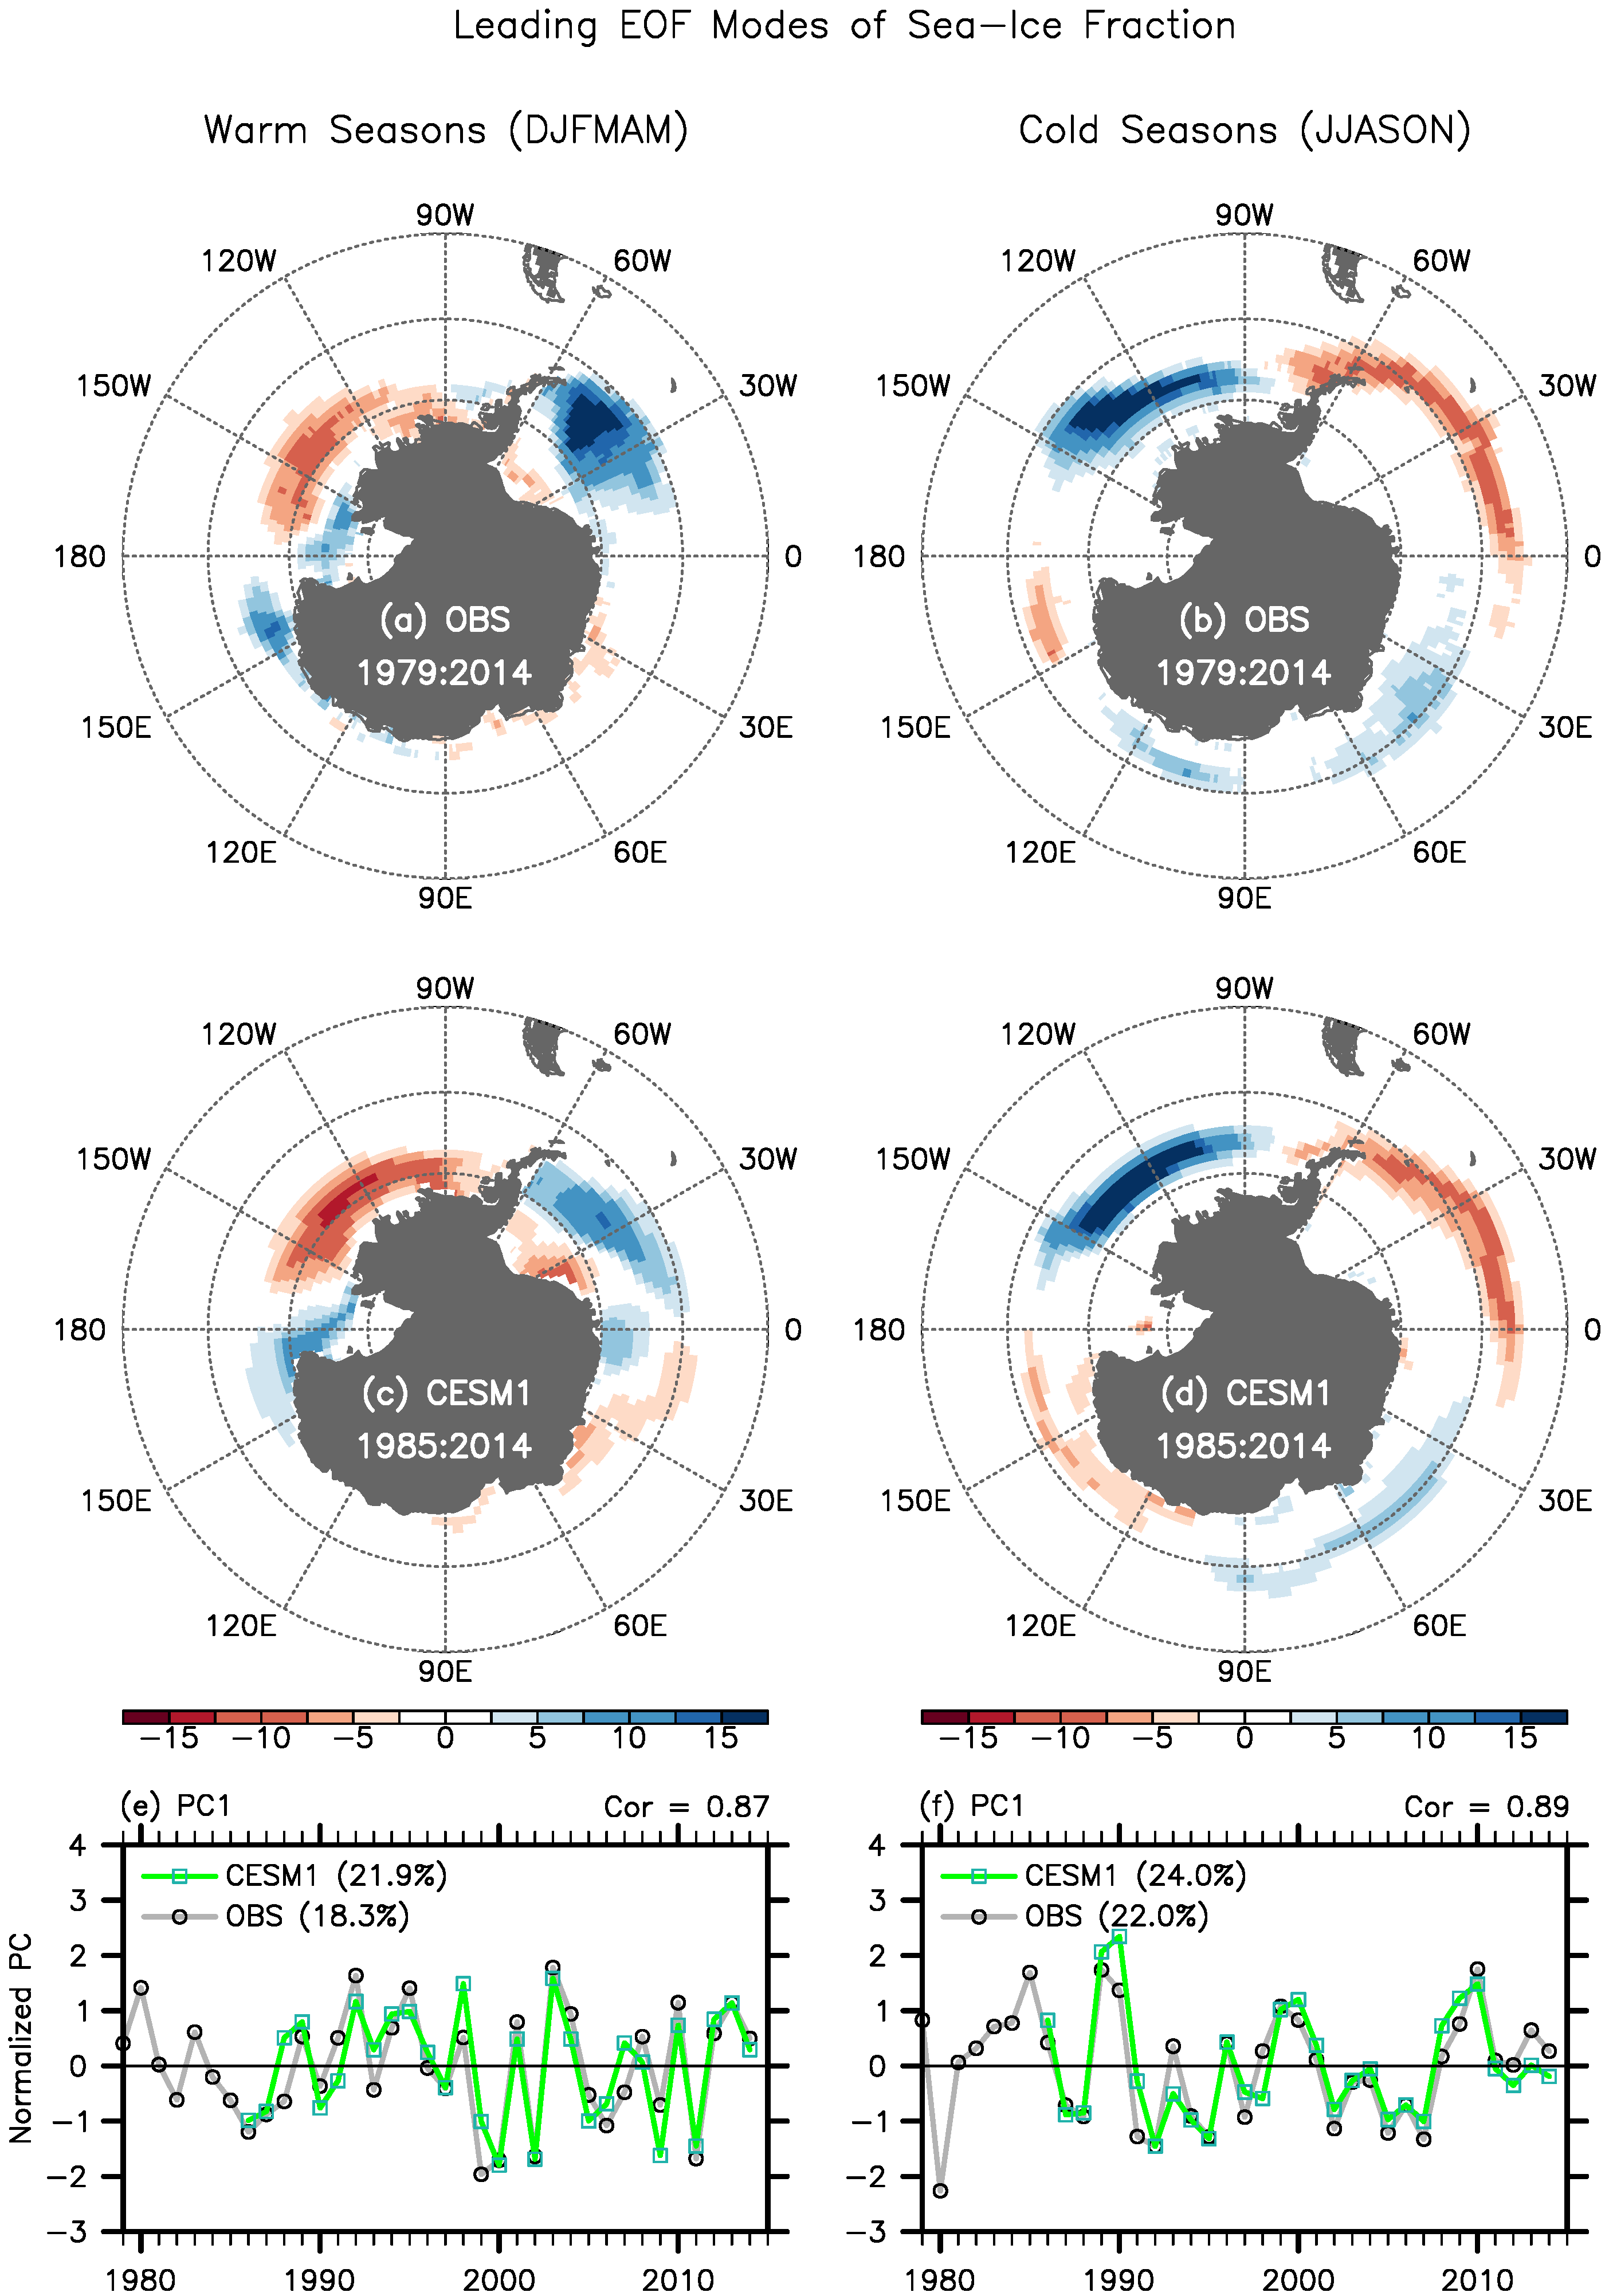 Leading EOF Modes of Sea-Ice Fraction
Warm Seasons (DJFMAM)
Cold Seasons (JJASON)
90W
120W
60W
150W
30W
180
0
(a) OBS
1979:2014
150E
30E
120E
60E
90E
90W
120W
60W
150W
30W
180
0
(b) OBS
1979:2014
150E
30E
120E
60E
90E
90W
120W
60W
150W
30W
180
0
(c) CESM1
1985:2014
150E
30E
120E
60E
90E
90W
120W
60W
150W
30W
180
0
(d) CESM1
1985:2014
150E
30E
120E
60E
90E
-15 -10 -5 0 5 10 15
-15 -10 -5 0 5 10 15
(e) PC1 Cor = 0.87
CESM1 (21.9%)
OBS (18.3%)
Normalized PC
4
3
2
1
0
-1
-2
-3
1980 1990 2000 2010
(f) PC1 Cor = 0.89
CESM1 (24.0%)
OBS (22.0%)
4
3
2
1
0
-1
-2
-3
1980 1990 2000 2010